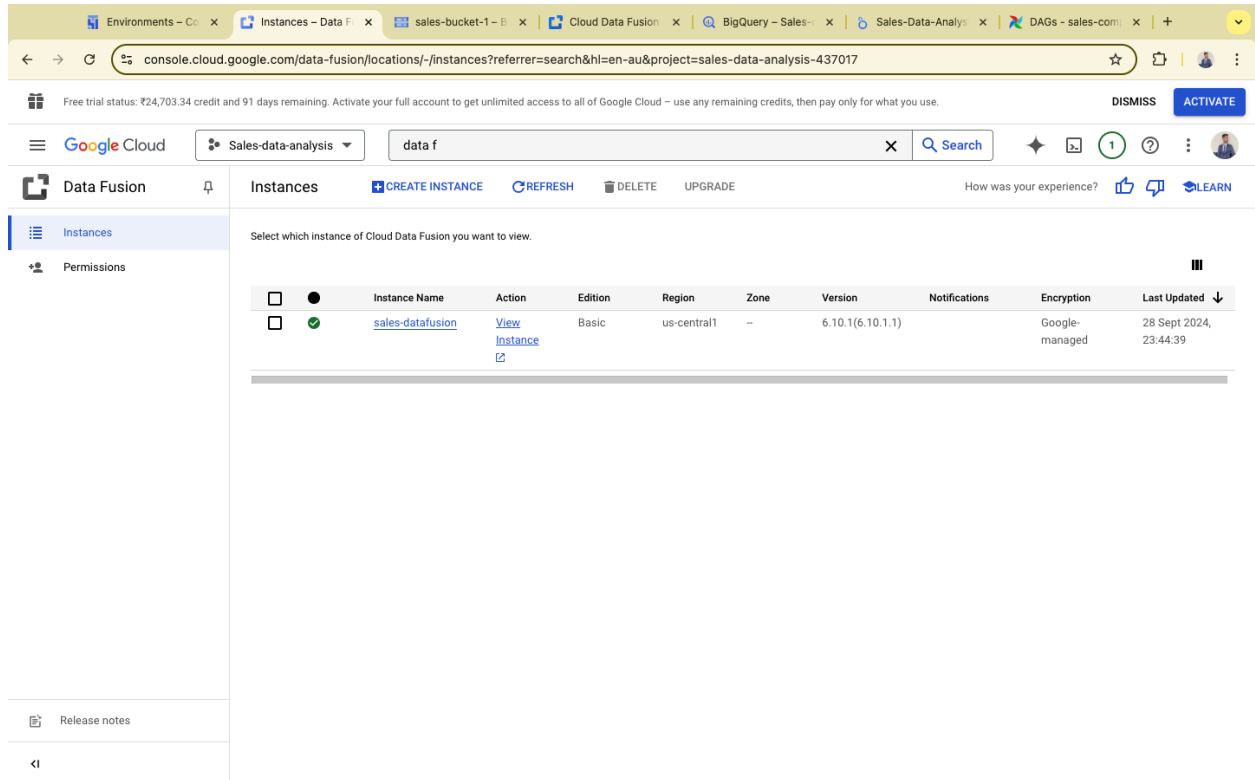 Environments – Co
Instances – Data F
sales-bucket-1 – B
Cloud Data Fusion
BigQuery – Sales-
Sales-Data-Analys
DAGs - sales-com
console.cloud.google.com/data-fusion/locations/-/instances?referrer=search&hl=en-au&project=sales-data-analysis-437017
Free trial status: ₹24,703.34 credit and 91 days remaining. Activate your full account to get unlimited access to all of Google Cloud – use any remaining credits, then pay only for what you use.
DISMISS
ACTIVATE
Google Cloud
Sales-data-analysis
data f
Search
1
Data Fusion
Instances
CREATE INSTANCE
REFRESH
DELETE
UPGRADE
How was your experience?
LEARN
Instances
Permissions
Select which instance of Cloud Data Fusion you want to view.
Instance Name Action Edition Region Zone Version Notifications Encryption Last Updated
sales-datafusion View Instance Basic us-central1 – 6.10.1(6.10.1.1) Google-managed 28 Sept 2024, 23:44:39
Release notes